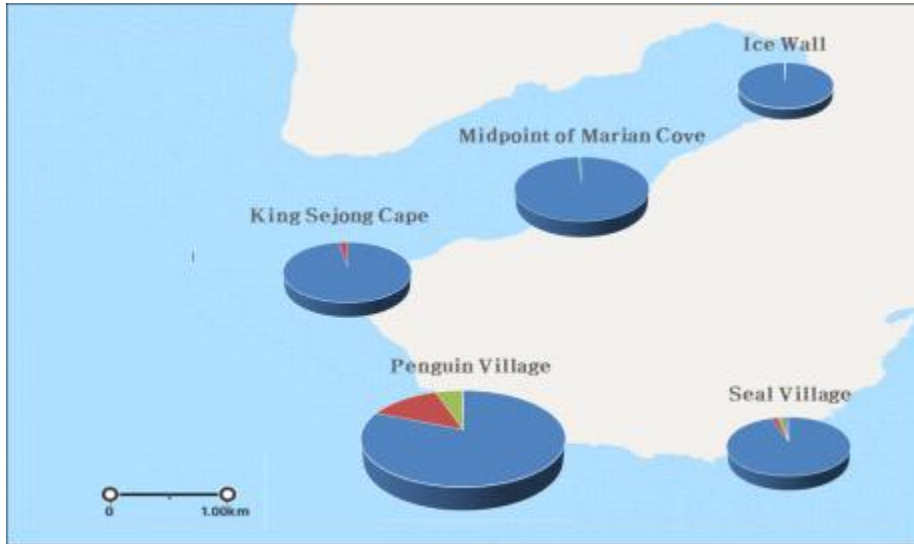 Ice Wall
Midpoint of Marian Cove
King Sejong Cape
Penguin Village
Seal Village
0
1.00km